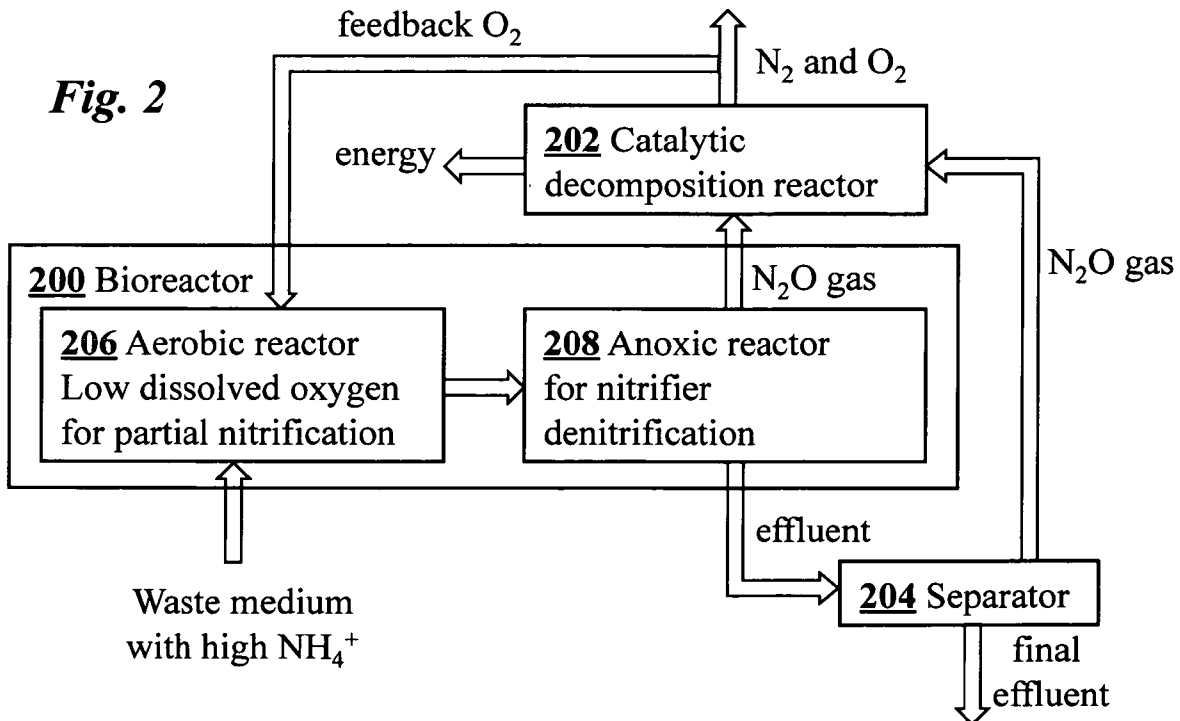 feedback O₂
N₂ and O₂
Fig. 2
202 Catalytic
decomposition reactor
energy
N₂O gas
200 Bioreactor
N₂O gas
206 Aerobic reactor
Low dissolved oxygen
for partial nitrification
208 Anoxic reactor
for nitrifier
denitrification
effluent
204 Separator
Waste medium
with high NH₄⁺
final
effluent